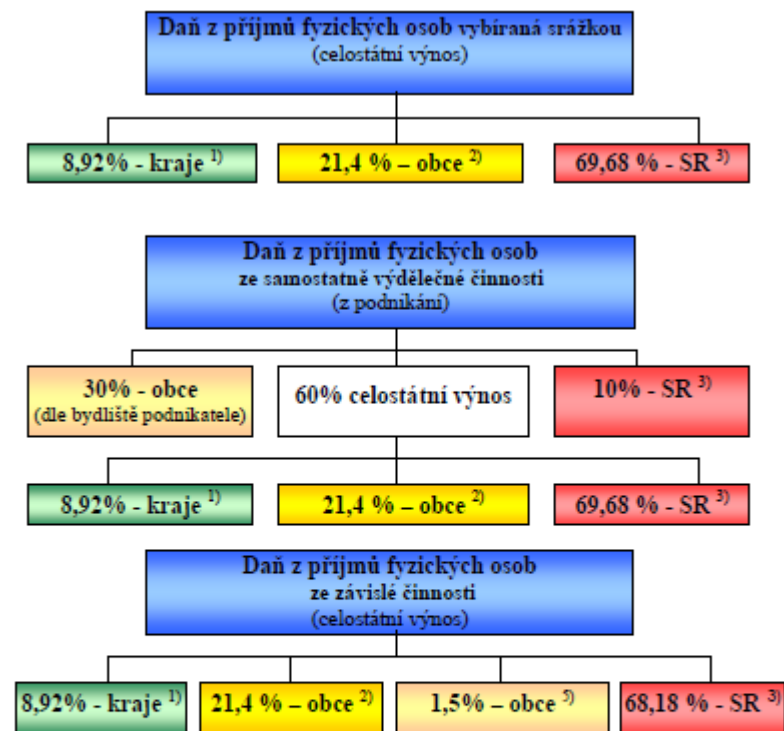 Daň z příjmů fyzických osob vybíraná srážkou
(celostátní výnos)
8,92% - kraje 1)
21,4 % – obce 2)
69,68 % - SR 3)
Daň z příjmů fyzických osob
ze samostatně výdělečné činnosti
(z podnikání)
30% - obce
(dle bydliště podnikatele)
60% celostátní výnos
10% - SR 3)
8,92% - kraje 1)
21,4 % – obce 2)
69,68 % - SR 3)
Daň z příjmů fyzických osob
ze závislé činnosti
(celostátní výnos)
8,92% - kraje 1)
21,4 % – obce 2)
1,5% – obce 5)
68,18 % - SR 3)